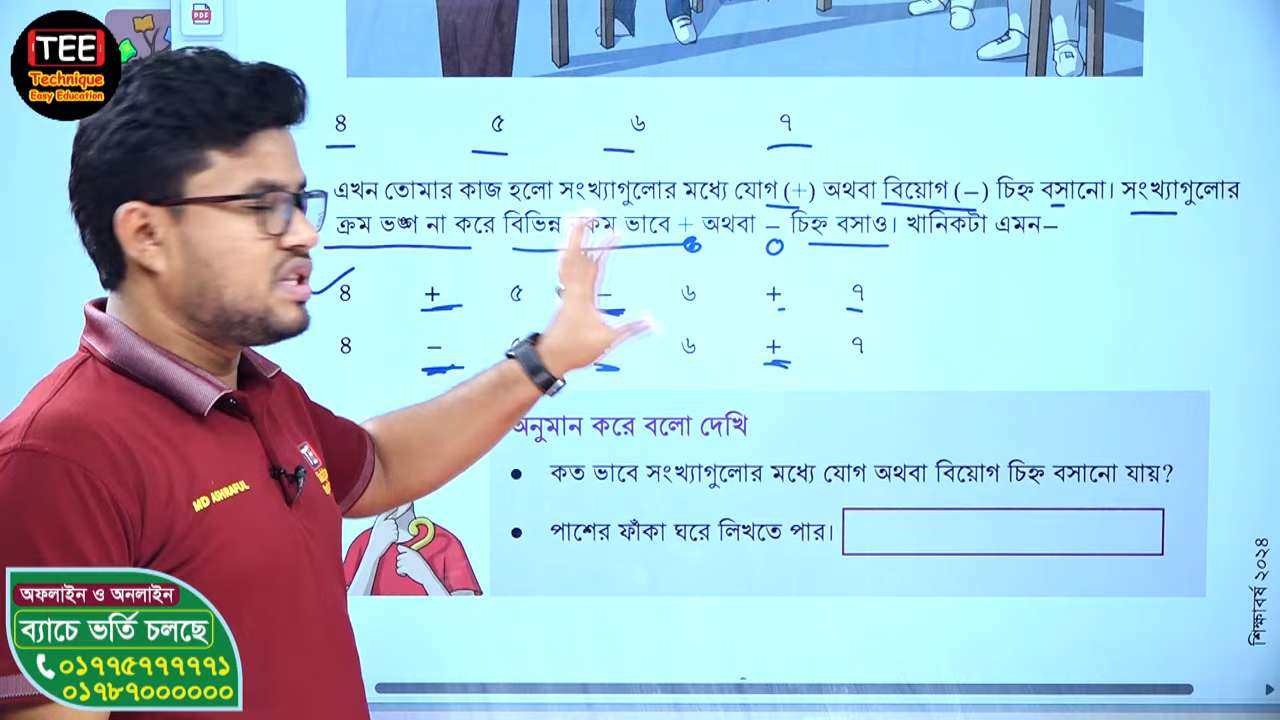 PDF
TEE
Technique
Easy Education
৪ ৫ ৬ ৭
এখন তোমার কাজ হলো সংখ্যাগুলোর মধ্যে যোগ (+) অথবা বিয়োগ (−) চিহ্ন বসানো। সংখ্যাগুলোর
ক্রম ভঙ্গ না করে বিভিন্ন ভাবে + অথবা − চিহ্ন বসাও। খানিকটা এমন−
৪ + ৫ − ৬ + ৭
৪ − ৬ + ৭
অনুমান করে বলো দেখি
• কত ভাবে সংখ্যাগুলোর মধ্যে যোগ অথবা বিয়োগ চিহ্ন বসানো যায়?
• পাশের ফাঁকা ঘরে লিখতে পার।
শিক্ষাবর্ষ ২০২৪
MD ASHRAFUL
অফলাইন ও অনলাইন
ব্যাচে ভর্তি চলছে
০১৭৭৫৭৭৭৭৭১
০১৭৮৭০০০০০০